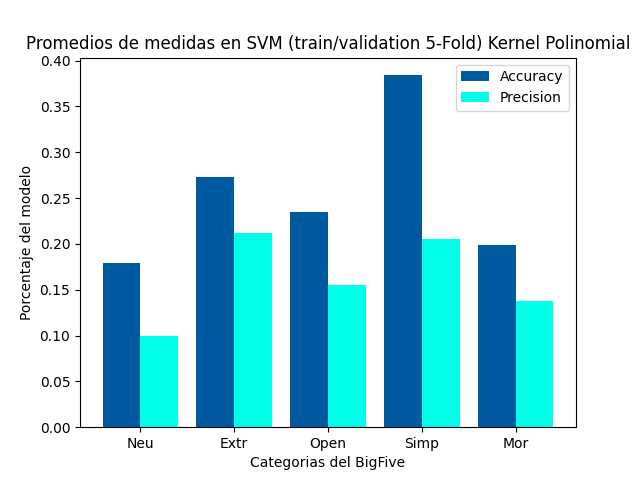 Promedios de medidas en SVM (train/validation 5-Fold) Kernel Polinomial
Accuracy
Precision
Porcentaje del modelo
0.40
0.35
0.30
0.25
0.20
0.15
0.10
0.05
0.00
Neu
Extr
Open
Simp
Mor
Categorias del BigFive